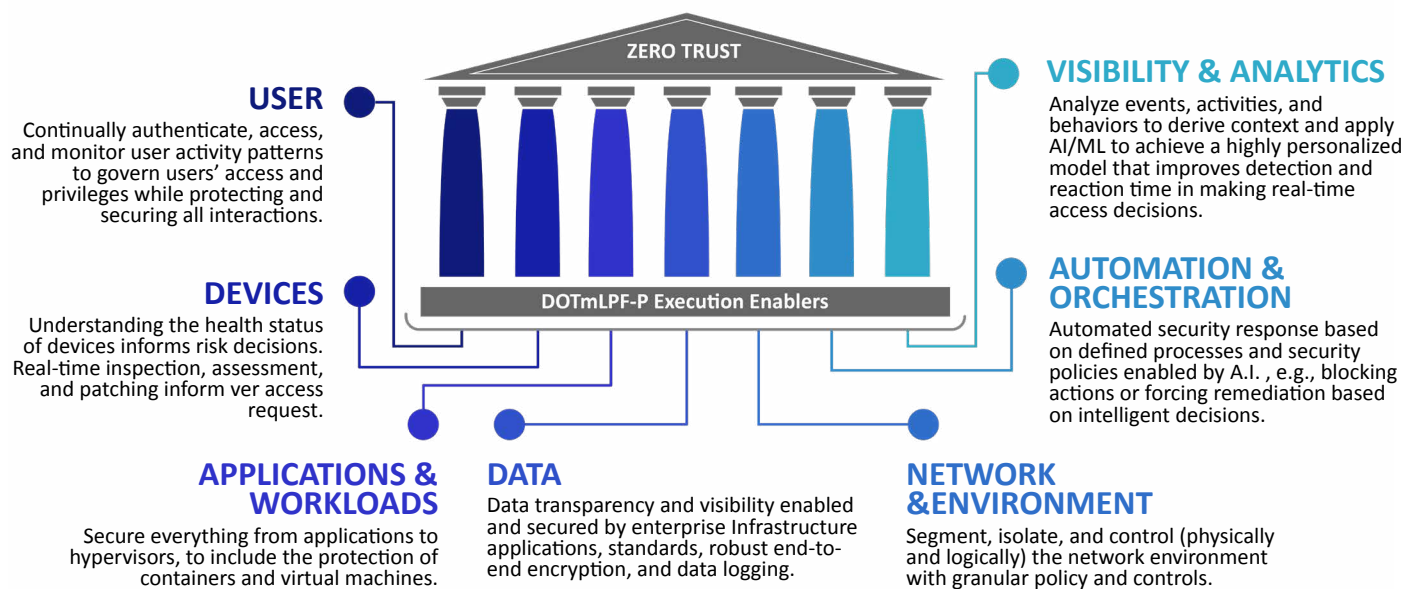 ZERO TRUST
DOTmLPF-P Execution Enablers
USER
Continually authenticate, access,
and monitor user activity patterns
to govern users’ access and
privileges while protecting and
securing all interactions.
DEVICES
Understanding the health status
of devices informs risk decisions.
Real-time inspection, assessment,
and patching inform ver access
request.
APPLICATIONS &
WORKLOADS
Secure everything from applications to
hypervisors, to include the protection of
containers and virtual machines.
DATA
Data transparency and visibility enabled
and secured by enterprise Infrastructure
applications, standards, robust end-to-
end encryption, and data logging.
NETWORK
&ENVIRONMENT
Segment, isolate, and control (physically
and logically) the network environment
with granular policy and controls.
AUTOMATION &
ORCHESTRATION
Automated security response based
on defined processes and security
policies enabled by A.I. , e.g., blocking
actions or forcing remediation based
on intelligent decisions.
VISIBILITY & ANALYTICS
Analyze events, activities, and
behaviors to derive context and apply
AI/ML to achieve a highly personalized
model that improves detection and
reaction time in making real-time
access decisions.